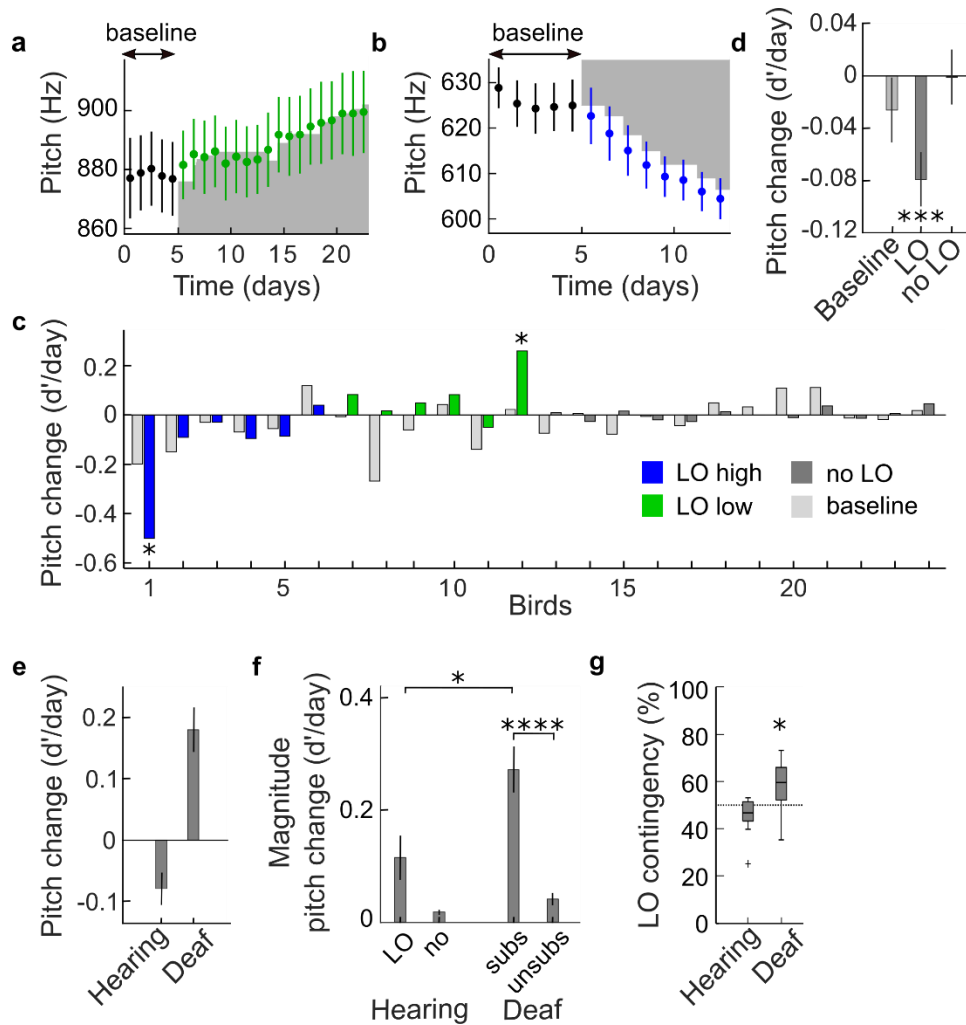 a
baseline
Pitch (Hz)
900
880
860
0
5
10
15
20
Time (days)
b
baseline
Pitch (Hz)
630
620
610
600
0
5
10
Time (days)
d
Pitch change (d'/day)
0.04
0
-0.04
-0.08
-0.12
***
Baseline
LO
no LO
c
Pitch change (d'/day)
0.2
0
-0.2
-0.4
-0.6
*
*
LO high
LO low
no LO
baseline
1
5
10
15
20
Birds
e
Pitch change (d'/day)
0.2
0.1
0
-0.1
Hearing
Deaf
f
Magnitude
pitch change (d'/day)
0.4
0.2
0
*
****
LO
no
subs
unsubs
Hearing
Deaf
g
LO contingency (%)
100
80
60
40
20
0
*
Hearing
Deaf